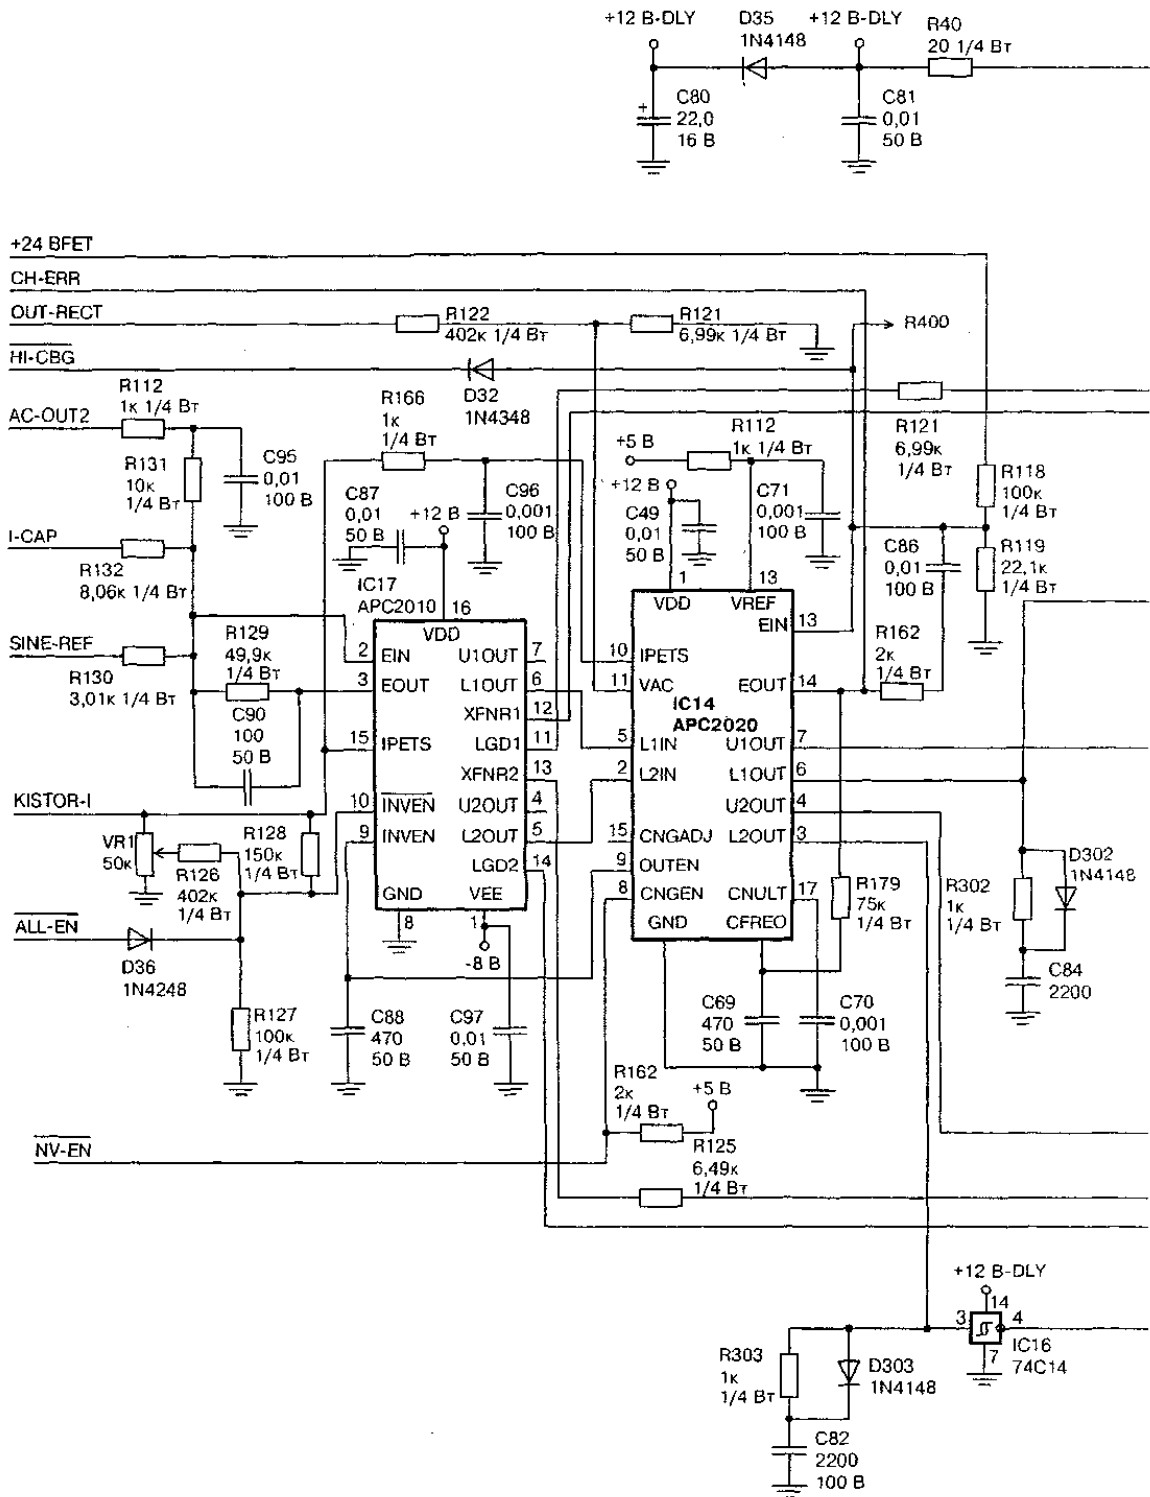 +12 В-DLY
D35
1N4148
+12 В-DLY
R40
20 1/4 Вт
C80
22,0
16 В
+
C81
0,01
50 В
+24 BFET
CH-ERR
OUT-RECT
R122
402к 1/4 Вт
R121
6,99к 1/4 Вт
R400
HI-CBG
D32
1N4348
R112
1к 1/4 Вт
AC-OUT2
R131
10к
1/4 Вт
C95
0,01
100 В
R166
1к
1/4 Вт
C96
0,001
100 В
C87
0,01
50 В
+12 В
+5 В
R112
1к 1/4 Вт
+12 В
C49
0,01
50 В
C71
0,001
100 В
R121
6,99к
1/4 Вт
R118
100к
1/4 Вт
I-CAP
R132
8,06к 1/4 Вт
C86
0,01
100 В
R119
22,1к
1/4 Вт
IC17
APC2010
16
VDD
1
VDD
13
VREF
EIN 13
SINE-REF
R130
3,01к 1/4 Вт
R129
49,9к
1/4 Вт
C90
100
50 В
2 EIN
3 EOUT
15 IPETS
10 INVEN
9 INVEN
U1OUT 7
L1OUT 6
XFNR1 12
LGD1 11
XFNR2 13
U2OUT 4
L2OUT 5
LGD2 14
GND
VEE
8
1
-8 В
10 IPETS
11 VAC
IC14
APC2020
5 L1IN
2 L2IN
15 CNGADJ
9 OUTEN
8 CNGEN
GND
EOUT 14
U1OUT 7
L1OUT 6
U2OUT 4
L2OUT 3
CNULT 17
CFREO
R162
2к
1/4 Вт
KISTOR-I
VR1
50к
R126
402к
1/4 Вт
R128
150к
1/4 Вт
ALL-EN
D36
1N4248
R127
100к
1/4 Вт
C88
470
50 В
C97
0,01
50 В
C69
470
50 В
C70
0,001
100 В
R179
75к
1/4 Вт
R302
1к
1/4 Вт
D302
1N4148
C84
2200
R162
2к
1/4 Вт
+5 В
NV-EN
R125
6,49к
1/4 Вт
+12 В-DLY
14
3
4
7
IC16
74C14
R303
1к
1/4 Вт
D303
1N4148
C82
2200
100 В